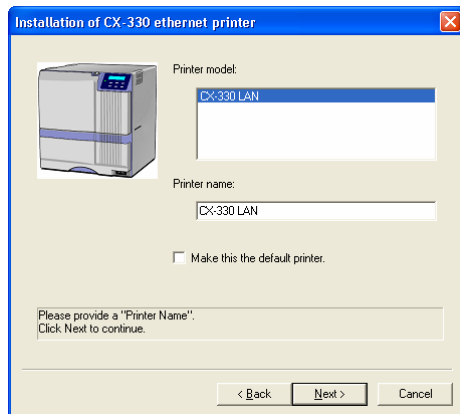 Installation of CX-330 ethernet printer
Printer model:
CX-330 LAN
Printer name:
CX-330 LAN
Make this the default printer.
Please provide a "Printer Name".
Click Next to continue.
< Back
Next >
Cancel